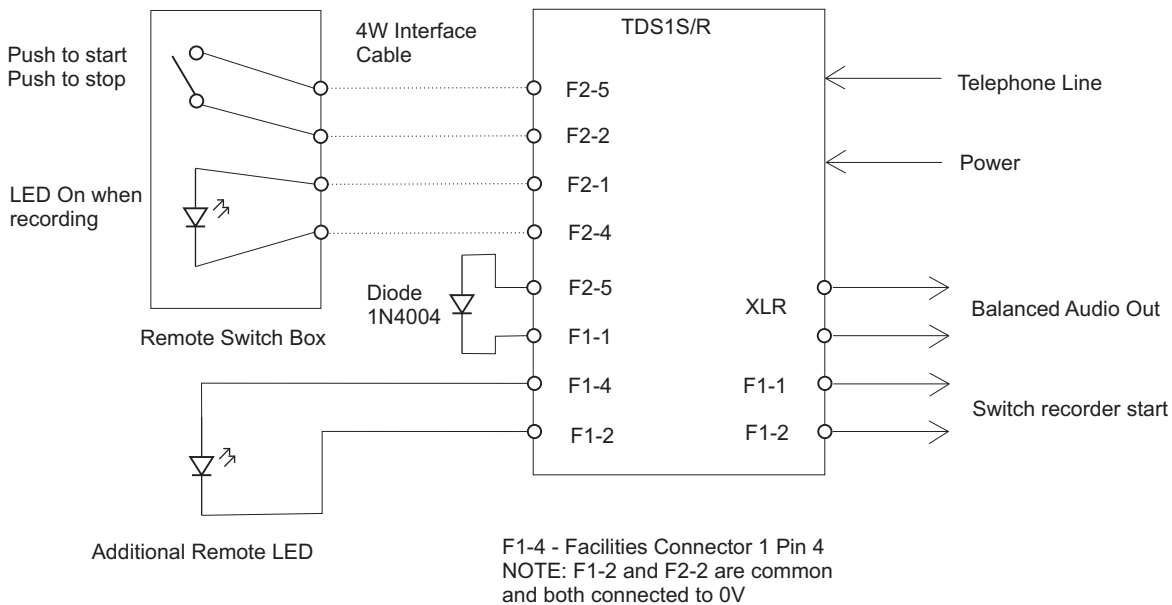 TDS1S/R
4W Interface
Cable
Push to start
Push to stop
F2-5
Telephone Line
F2-2
Power
LED On when
recording
F2-1
F2-4
Diode
1N4004
F2-5
XLR
Balanced Audio Out
Remote Switch Box
F1-1
F1-4
F1-1
Switch recorder start
F1-2
F1-2
Additional Remote LED
F1-4 - Facilities Connector 1 Pin 4
NOTE: F1-2 and F2-2 are common
and both connected to 0V